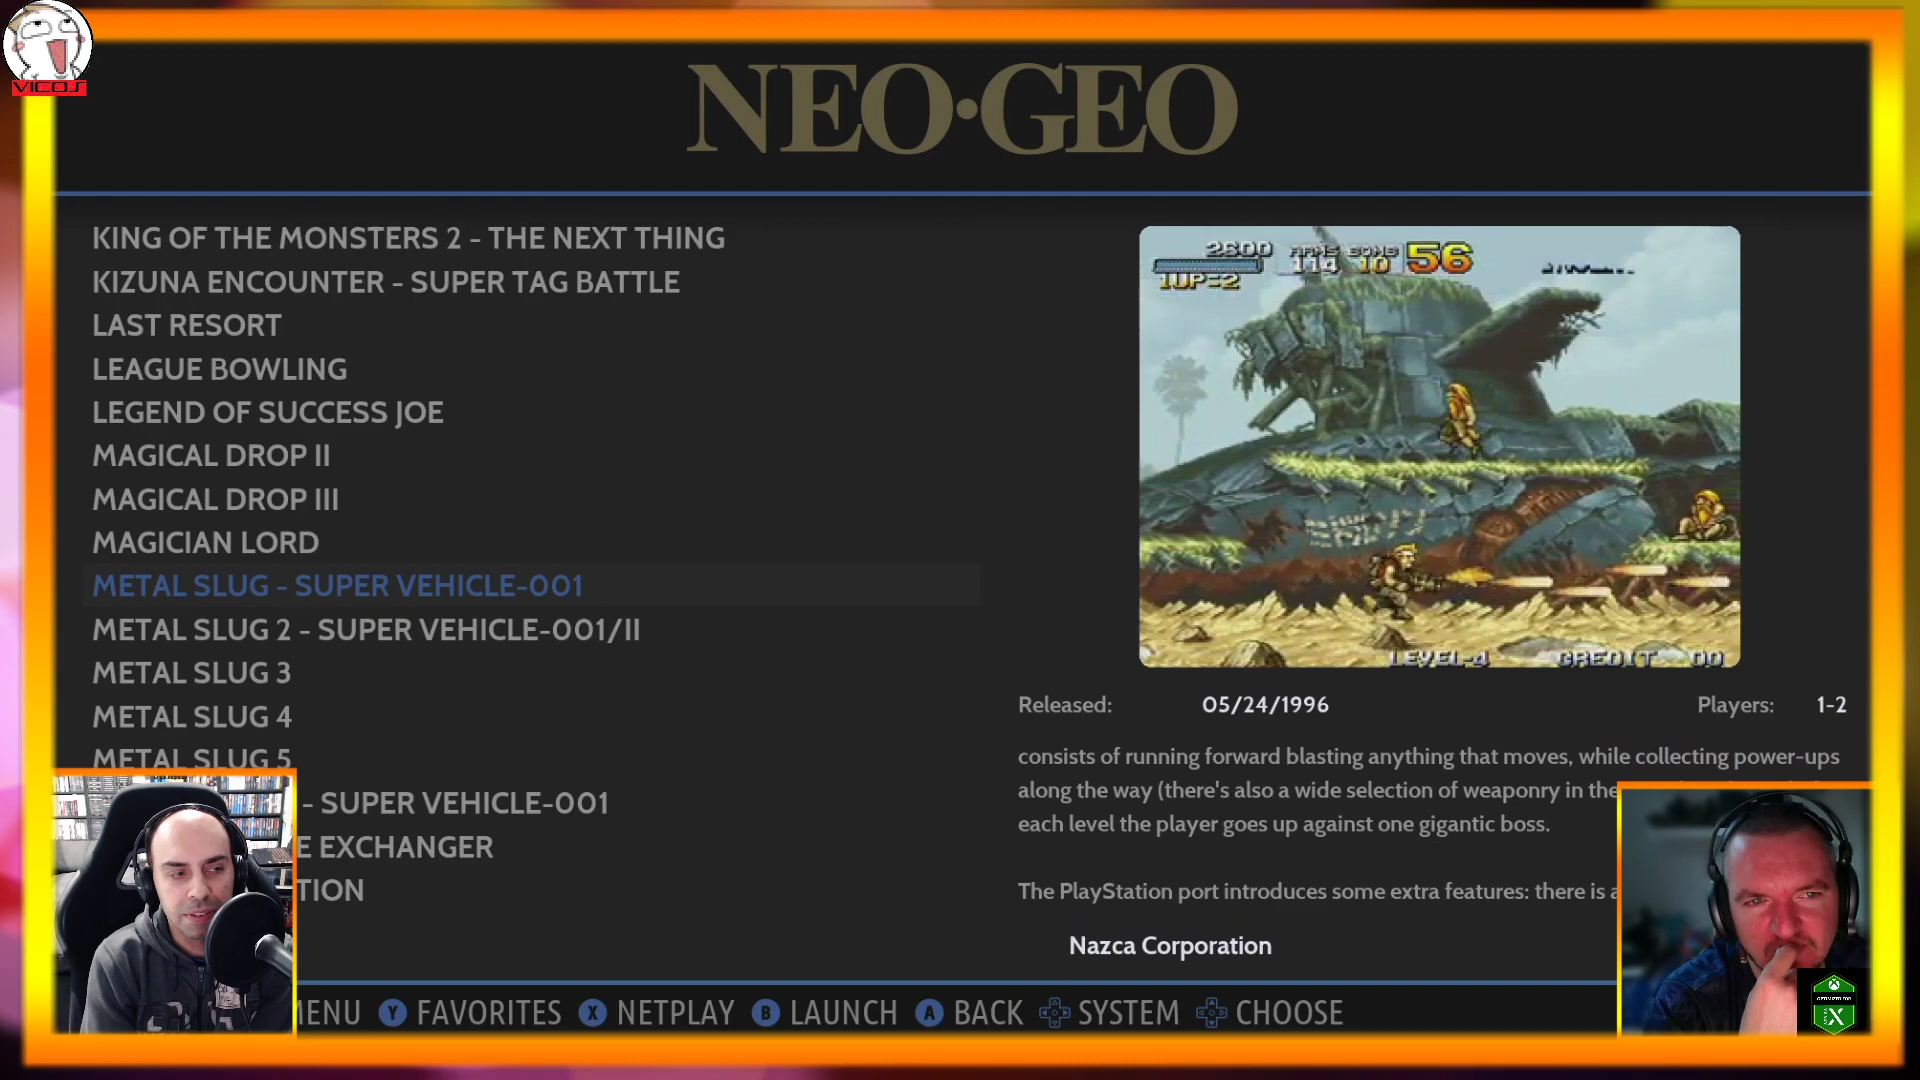 VICOS
NEO•GEO
KING OF THE MONSTERS 2 - THE NEXT THING
KIZUNA ENCOUNTER - SUPER TAG BATTLE
LAST RESORT
LEAGUE BOWLING
LEGEND OF SUCCESS JOE
MAGICAL DROP II
MAGICAL DROP III
MAGICIAN LORD
METAL SLUG - SUPER VEHICLE-001
METAL SLUG 2 - SUPER VEHICLE-001/II
METAL SLUG 3
METAL SLUG 4
METAL SLUG 5
- SUPER VEHICLE-001
E EXCHANGER
TION
2600 ARMS BOMB 56
114 10
1UP=2
LEVEL-4 CREDIT 00
Released: 05/24/1996 Players: 1-2
consists of running forward blasting anything that moves, while collecting power-ups
along the way (there's also a wide selection of weaponry in the
each level the player goes up against one gigantic boss.
The PlayStation port introduces some extra features: there is a
Nazca Corporation
MENU Y FAVORITES X NETPLAY B LAUNCH A BACK SYSTEM CHOOSE
X